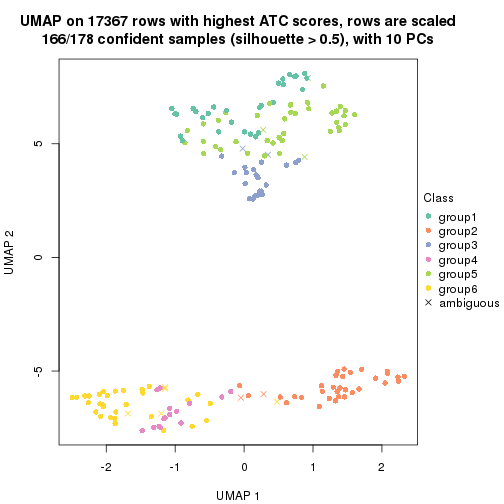 UMAP on 17367 rows with highest ATC scores, rows are scaled
166/178 confident samples (silhouette > 0.5), with 10 PCs
5
0
-5
UMAP 2
-2
-1
0
1
2
UMAP 1
Class
group1
group2
group3
group4
group5
group6
ambiguous